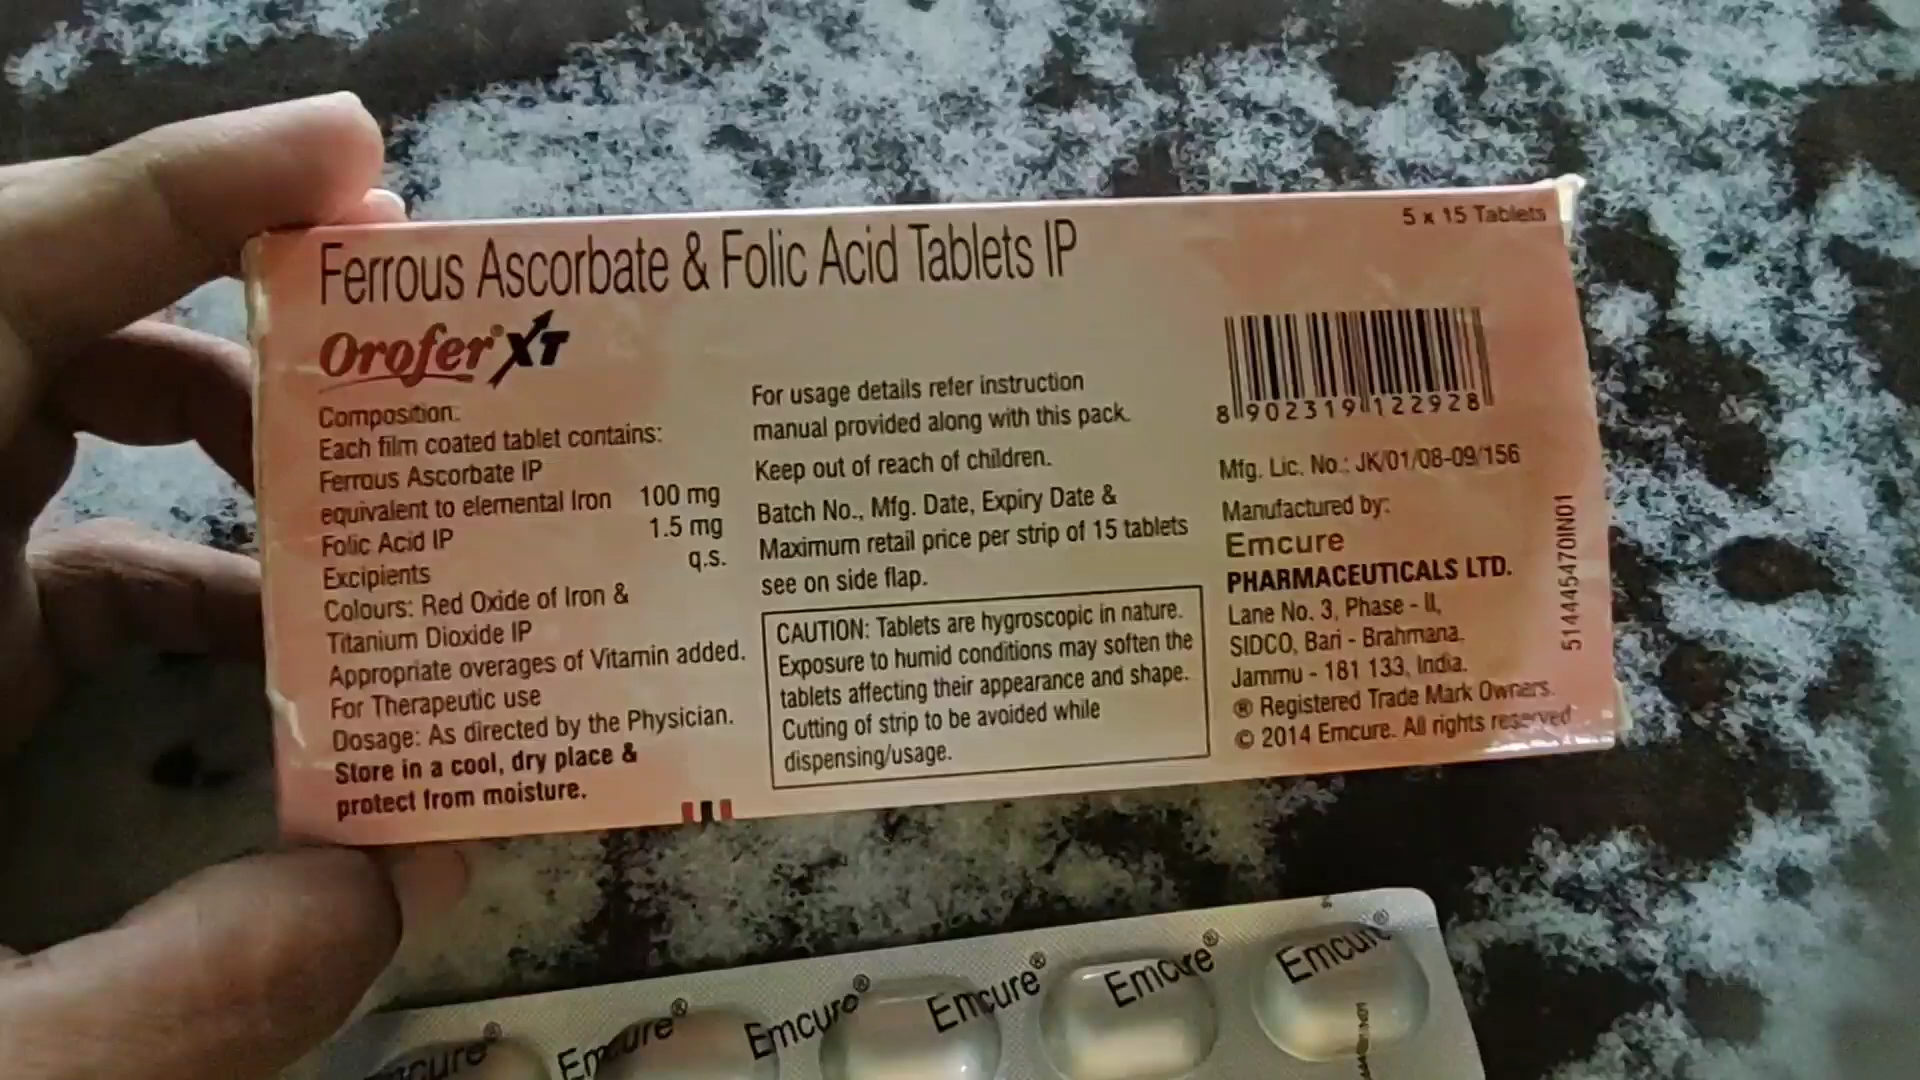 5 x 15 Tablets
Ferrous Ascorbate & Folic Acid Tablets IP
Orofer® XT
Composition:
Each film coated tablet contains:
Ferrous Ascorbate IP
equivalent to elemental Iron 100 mg
Folic Acid IP 1.5 mg
Excipients q.s.
Colours: Red Oxide of Iron &
Titanium Dioxide IP
Appropriate overages of Vitamin added.
For Therapeutic use
Dosage: As directed by the Physician.
Store in a cool, dry place &
protect from moisture.
For usage details refer instruction
manual provided along with this pack.
Keep out of reach of children.
Batch No., Mfg. Date, Expiry Date &
Maximum retail price per strip of 15 tablets
see on side flap.
CAUTION: Tablets are hygroscopic in nature.
Exposure to humid conditions may soften the
tablets affecting their appearance and shape.
Cutting of strip to be avoided while
dispensing/usage.
8 902319 122928
Mfg. Lic. No.: JK/01/08-09/156
Manufactured by:
Emcure
PHARMACEUTICALS LTD.
Lane No. 3, Phase - II,
SIDCO, Bari - Brahmana,
Jammu - 181 133, India.
® Registered Trade Mark Owners.
© 2014 Emcure. All rights reserved
514445470IN01
Emcure® Emcure® Emcure® Emcure® Emcure®